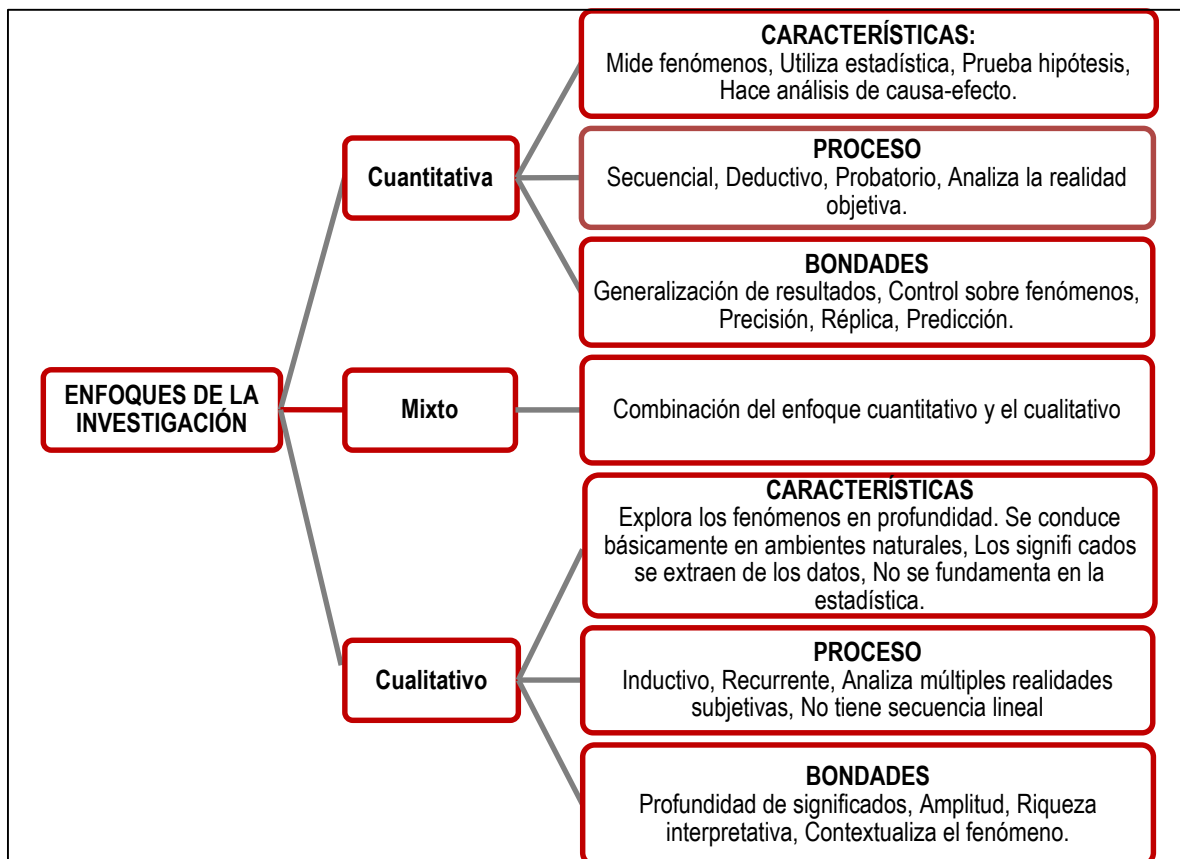 CARACTERÍSTICAS:
Mide fenómenos, Utiliza estadística, Prueba hipótesis,
Hace análisis de causa-efecto.
Cuantitativa
PROCESO
Secuencial, Deductivo, Probatorio, Analiza la realidad
objetiva.
BONDADES
Generalización de resultados, Control sobre fenómenos,
Precisión, Réplica, Predicción.
ENFOQUES DE LA
INVESTIGACIÓN
Mixto
Combinación del enfoque cuantitativo y el cualitativo
CARACTERÍSTICAS
Explora los fenómenos en profundidad. Se conduce
básicamente en ambientes naturales, Los signifi cados
se extraen de los datos, No se fundamenta en la
estadística.
Cualitativo
PROCESO
Inductivo, Recurrente, Analiza múltiples realidades
subjetivas, No tiene secuencia lineal
BONDADES
Profundidad de significados, Amplitud, Riqueza
interpretativa, Contextualiza el fenómeno.